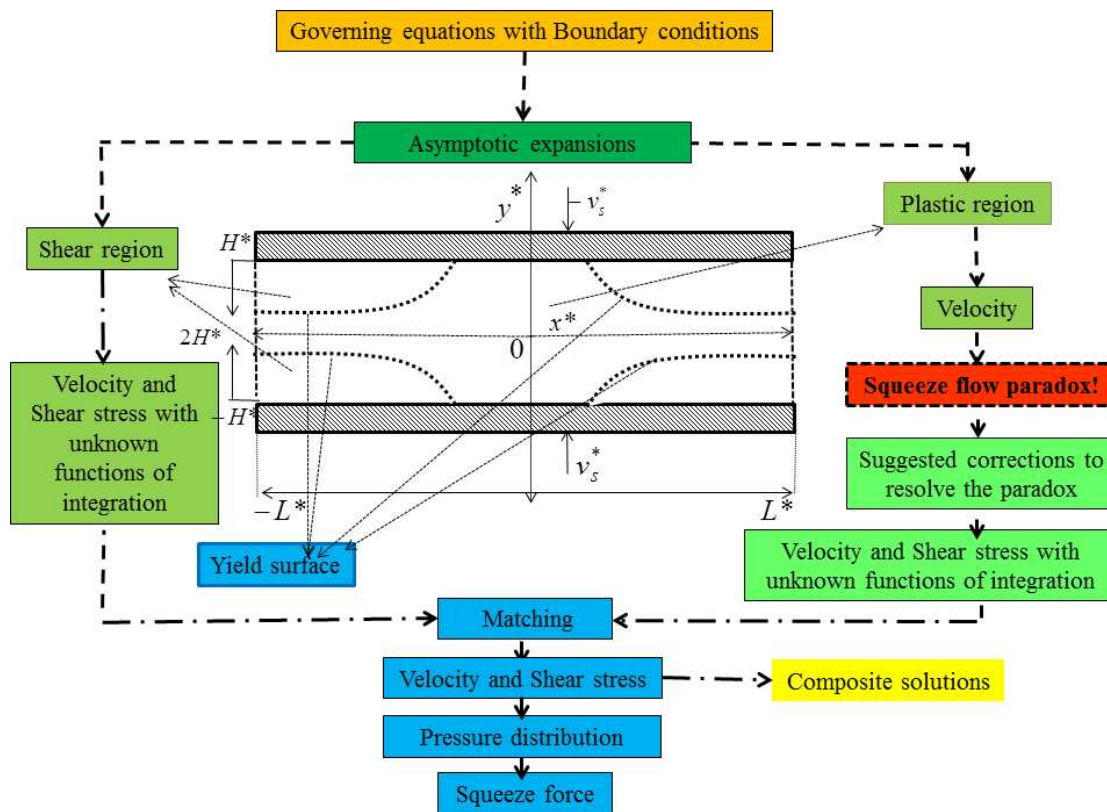 Governing equations with Boundary conditions
Asymptotic expansions
y*
− v_s^*
Plastic region
Shear region
H*
Velocity
x*
2H*
0
Squeeze flow paradox!
Velocity and
Shear stress with
unknown
functions of
integration
−H*
Suggested corrections to
resolve the paradox
v_s^*
−L*
L*
Yield surface
Velocity and Shear stress with
unknown functions of integration
Matching
Velocity and Shear stress
Composite solutions
Pressure distribution
Squeeze force